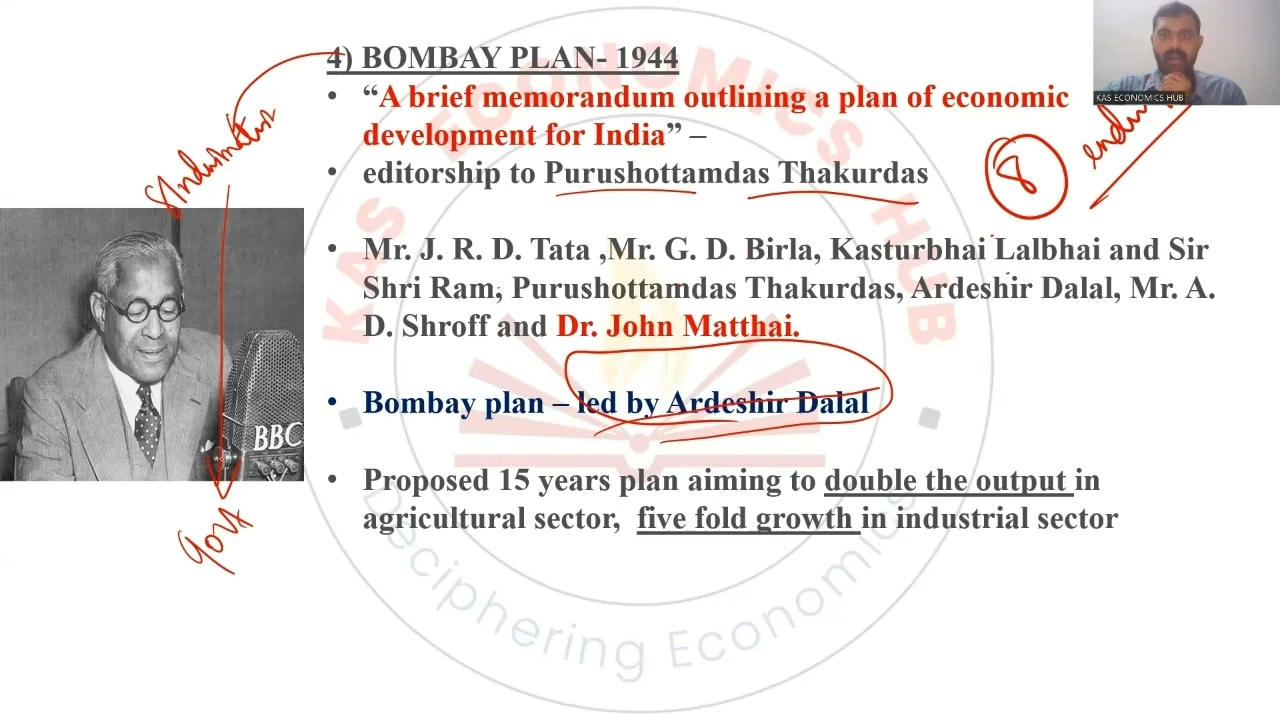 KAS ECONOMICS HUB
4) BOMBAY PLAN- 1944
• “A brief memorandum outlining a plan of economic
development for India” –
• editorship to Purushottamdas Thakurdas
8
• Mr. J. R. D. Tata ,Mr. G. D. Birla, Kasturbhai Lalbhai and Sir
Shri Ram, Purushottamdas Thakurdas, Ardeshir Dalal, Mr. A.
D. Shroff and Dr. John Matthai.
• Bombay plan – led by Ardeshir Dalal
BBC
• Proposed 15 years plan aiming to double the output in
agricultural sector, five fold growth in industrial sector
KAS ECONOMICS HUB
Deciphering Economics